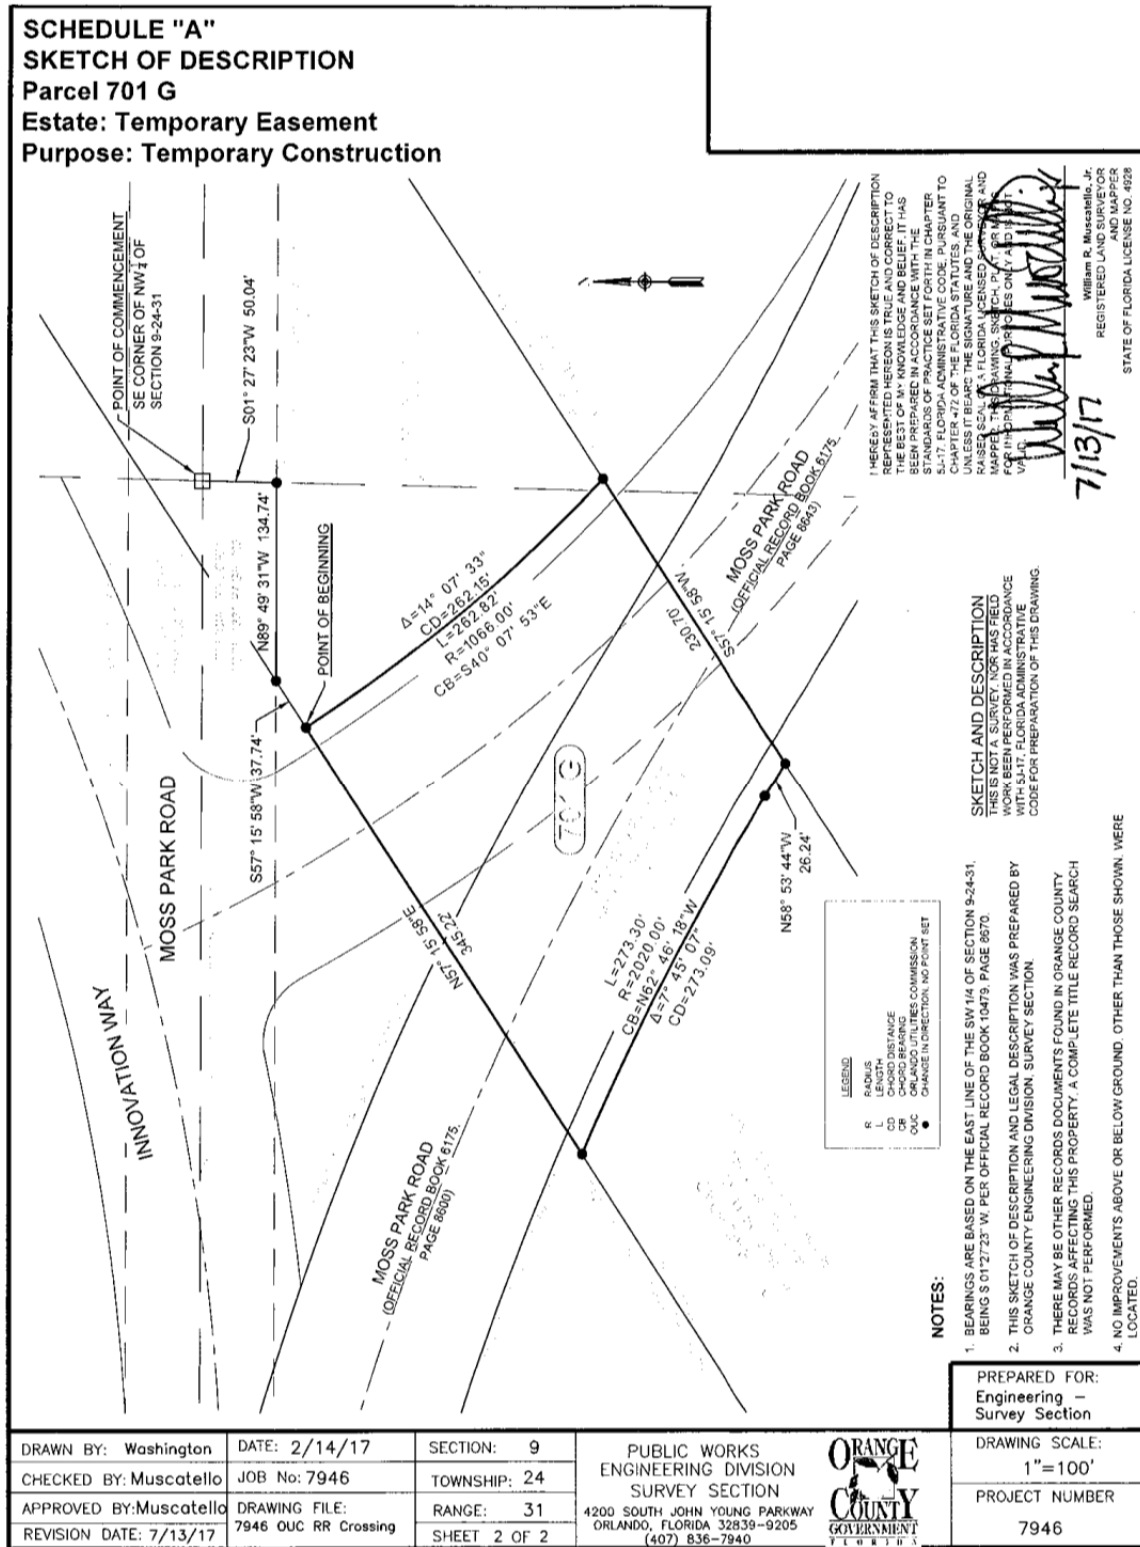 SCHEDULE "A"
SKETCH OF DESCRIPTION
Parcel 701 G
Estate: Temporary Easement
Purpose: Temporary Construction
POINT OF COMMENCEMENT
SE CORNER OF NW¼ OF
SECTION 9-24-31
S01° 27' 23"W 50.04'
N89° 49' 31"W 134.74'
POINT OF BEGINNING
S57° 15' 58"W 37.74'
Δ=14° 07' 33"
CD=262.15'
L=262.82'
R=1066.00'
CB=S40° 07' 53"E
MOSS PARK ROAD
INNOVATION WAY
N57° 15' 58"E
345.22'
701 G
MOSS PARK ROAD
(OFFICIAL RECORD BOOK 6175,
PAGE 8643)
S57° 15' 58"W,
230.70'
N58° 53' 44"W
26.24'
L=273.30'
R=2020.00'
CB=N62° 46' 18"W
Δ=7° 45' 07"
CD=273.09'
MOSS PARK ROAD
(OFFICIAL RECORD BOOK 6175,
PAGE 8600)
LEGEND
R RADIUS
L LENGTH
CD CHORD DISTANCE
CB CHORD BEARING
OUC ORLANDO UTILITIES COMMISSION
● CHANGE IN DIRECTION, NO POINT SET
I HEREBY AFFIRM THAT THIS SKETCH OF DESCRIPTION
REPRESENTED HEREON IS TRUE AND CORRECT TO
THE BEST OF MY KNOWLEDGE AND BELIEF. IT HAS
BEEN PREPARED IN ACCORDANCE WITH THE
STANDARDS OF PRACTICE SET FORTH IN CHAPTER
5J-17, FLORIDA ADMINISTRATIVE CODE, PURSUANT TO
CHAPTER 472 OF THE FLORIDA STATUTES, AND
UNLESS IT BEARS THE SIGNATURE AND THE ORIGINAL
RAISED SEAL OF A FLORIDA LICENSED SURVEYOR AND
MAPPER, THIS DRAWING, SKETCH, PLAT, OR MAP IS
FOR INFORMATIONAL PURPOSES ONLY AND IS NOT
VALID.
7/13/17
William R. Muscatello, Jr.
REGISTERED LAND SURVEYOR
AND MAPPER
STATE OF FLORIDA LICENSE NO. 4928
SKETCH AND DESCRIPTION
THIS IS NOT A SURVEY, NOR HAS FIELD
WORK BEEN PERFORMED IN ACCORDANCE
WITH 5J-17, FLORIDA ADMINISTRATIVE
CODE FOR PREPARATION OF THIS DRAWING.
NOTES:
1. BEARINGS ARE BASED ON THE EAST LINE OF THE SW 1/4 OF SECTION 9-24-31,
BEING S 01°27'23" W, PER OFFICIAL RECORD BOOK 10479, PAGE 8670.
2. THIS SKETCH OF DESCRIPTION AND LEGAL DESCRIPTION WAS PREPARED BY
ORANGE COUNTY ENGINEERING DIVISION, SURVEY SECTION.
3. THERE MAY BE OTHER RECORDS DOCUMENTS FOUND IN ORANGE COUNTY
RECORDS AFFECTING THIS PROPERTY. A COMPLETE TITLE RECORD SEARCH
WAS NOT PERFORMED.
4. NO IMPROVEMENTS ABOVE OR BELOW GROUND, OTHER THAN THOSE SHOWN, WERE
LOCATED.
PREPARED FOR:
Engineering –
Survey Section
DRAWN BY: Washington
CHECKED BY: Muscatello
APPROVED BY:Muscatello
REVISION DATE: 7/13/17
DATE: 2/14/17
JOB No: 7946
DRAWING FILE:
7946 OUC RR Crossing
SECTION: 9
TOWNSHIP: 24
RANGE: 31
SHEET 2 OF 2
PUBLIC WORKS
ENGINEERING DIVISION
SURVEY SECTION
4200 SOUTH JOHN YOUNG PARKWAY
ORLANDO, FLORIDA 32839-9205
(407) 836-7940
ORANGE
COUNTY
GOVERNMENT
FLORIDA
DRAWING SCALE:
1"=100'
PROJECT NUMBER
7946